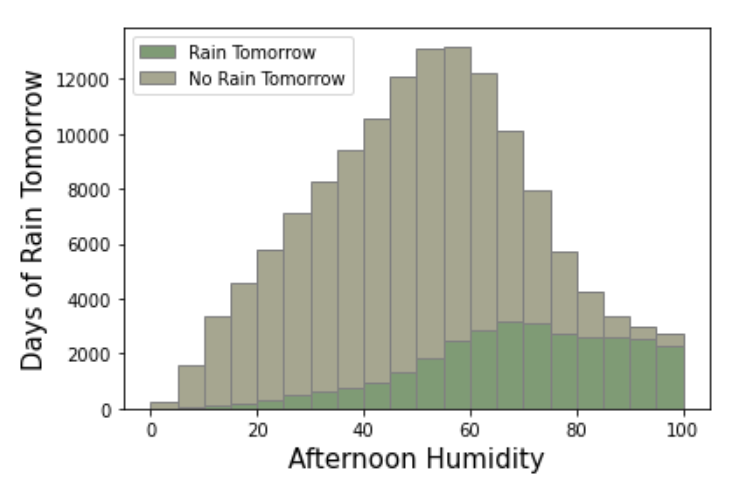 Rain Tomorrow
No Rain Tomorrow
Days of Rain Tomorrow
12000
10000
8000
6000
4000
2000
0
0 20 40 60 80 100
Afternoon Humidity